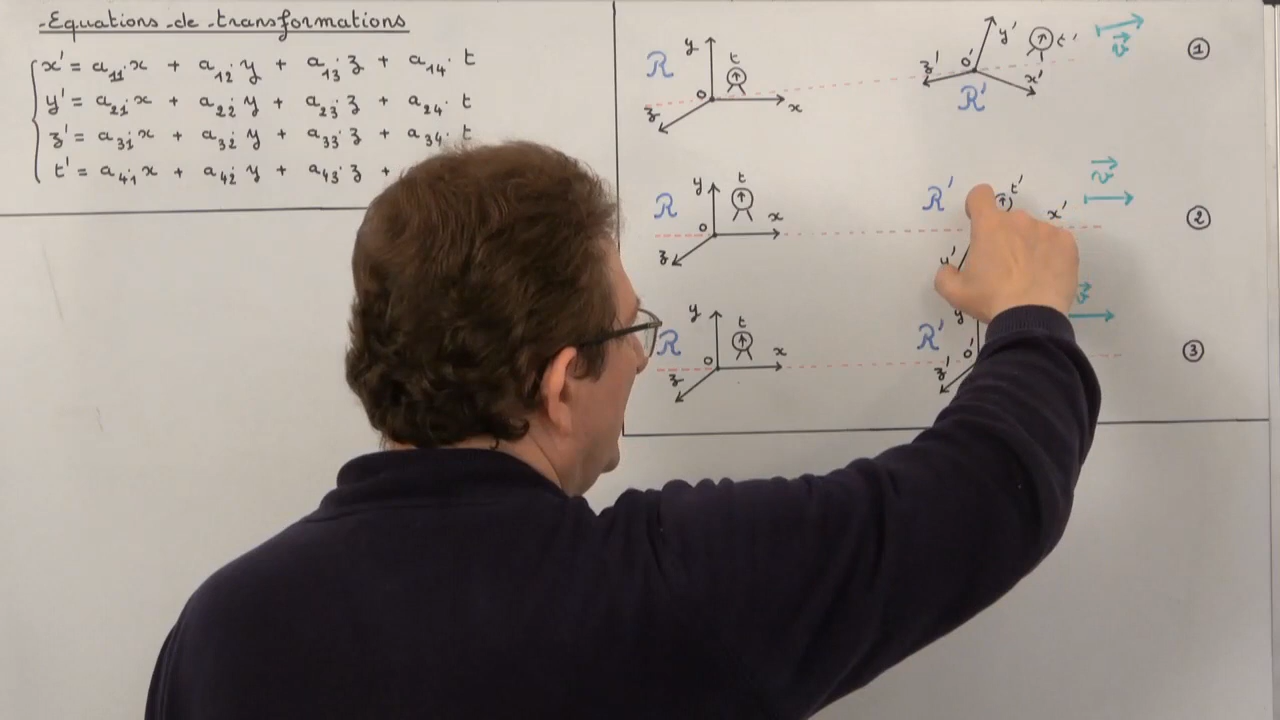 Equations de transformations
x' = a₁₁·x + a₁₂·y + a₁₃·z + a₁₄·t
y' = a₂₁·x + a₂₂·y + a₂₃·z + a₂₄·t
z' = a₃₁·x + a₃₂·y + a₃₃·z + a₃₄·t
t' = a₄₁·x + a₄₂·y + a₄₃·z +
R y t O x z
R' z' O' y' x' t' v⃗ 1
R y t O x z
R' y' t' x' v⃗ 2
R y t O x z
R' y O' z' v⃗ 3